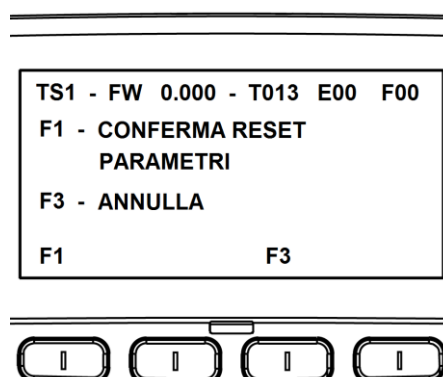 TS1 - FW 0.000 - T013 E00 F00
F1 - CONFERMA RESET
PARAMETRI
F3 - ANNULLA
F1 F3